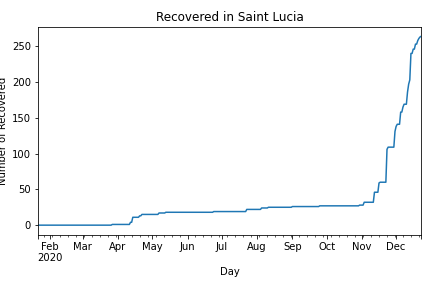 Recovered in Saint Lucia
Number of Recovered
250
200
150
100
50
0
Feb
2020
Mar
Apr
May
Jun
Jul
Aug
Sep
Oct
Nov
Dec
Day